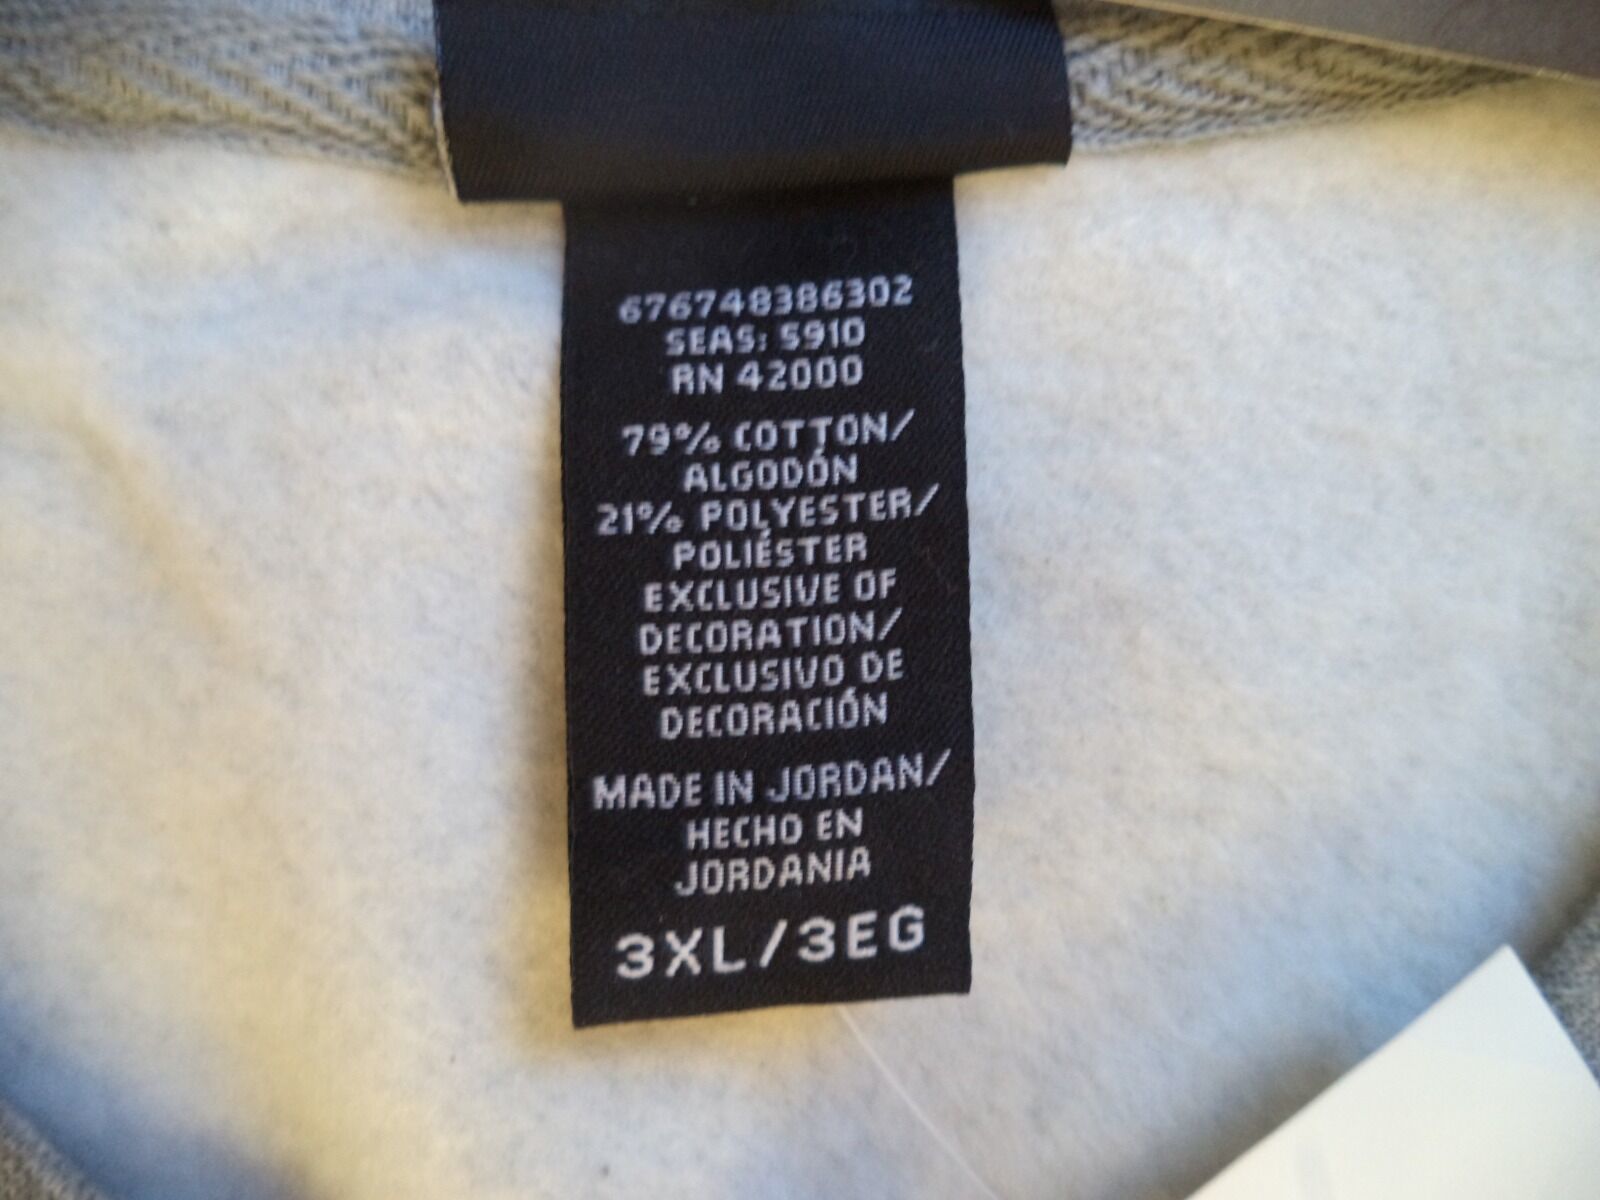 676748386302
SEAS: S910
RN 42000
79% COTTON/
ALGODÓN
21% POLYESTER/
POLIÉSTER
EXCLUSIVE OF
DECORATION/
EXCLUSIVO DE
DECORACIÓN
MADE IN JORDAN/
HECHO EN
JORDANIA
3XL/3EG